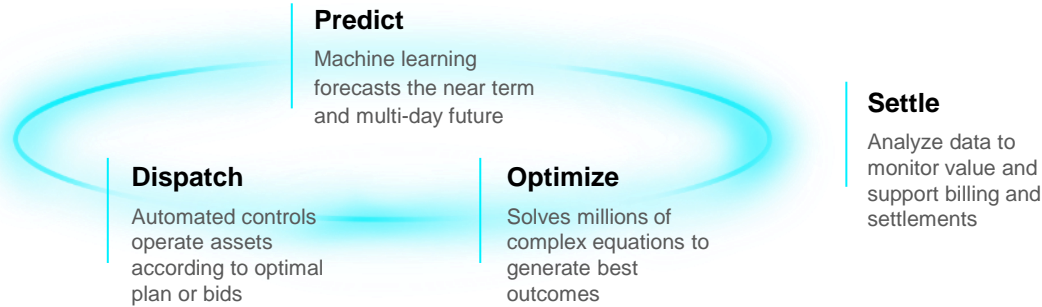 Predict
Machine learning
forecasts the near term
and multi-day future
Settle
Analyze data to
monitor value and
support billing and
settlements
Dispatch
Automated controls
operate assets
according to optimal
plan or bids
Optimize
Solves millions of
complex equations to
generate best
outcomes